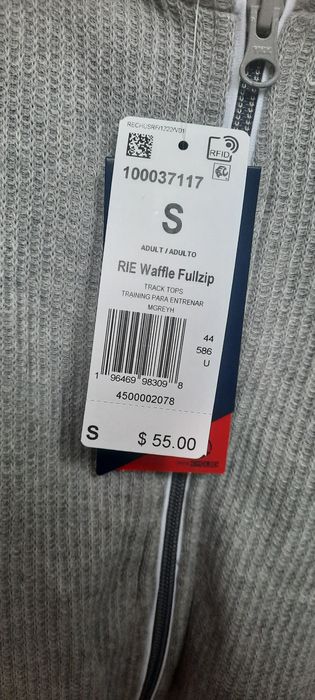 RFID
100037117
S
ADULT / ADULTO
RIE Waffle Fullzip
TRACK TOPS
TRAINING PARA ENTRENAR
MGREYH
44
586
U
1 96469 98309 8
4500002078
S $ 55.00